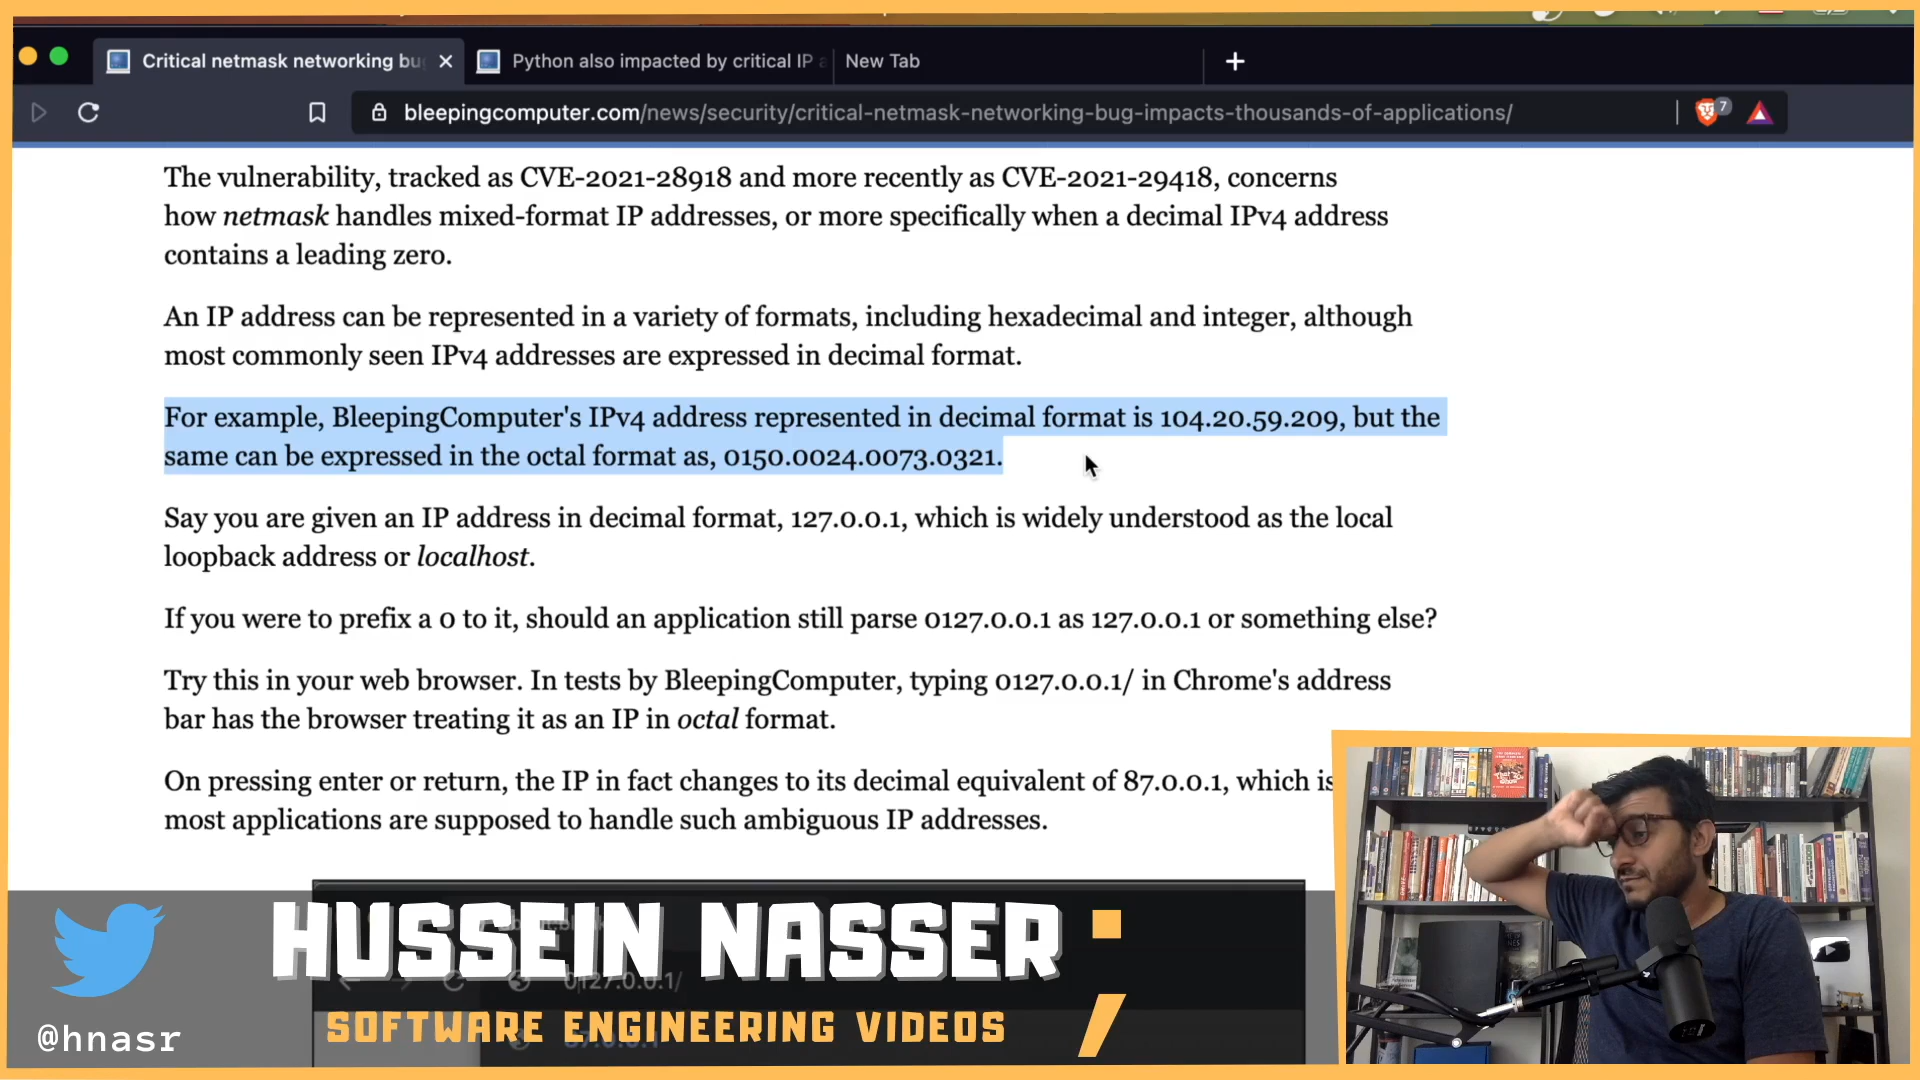 Critical netmask networking bu
Python also impacted by critical IP a
New Tab
bleepingcomputer.com/news/security/critical-netmask-networking-bug-impacts-thousands-of-applications/
7
The vulnerability, tracked as CVE-2021-28918 and more recently as CVE-2021-29418, concerns
how netmask handles mixed-format IP addresses, or more specifically when a decimal IPv4 address
contains a leading zero.
An IP address can be represented in a variety of formats, including hexadecimal and integer, although
most commonly seen IPv4 addresses are expressed in decimal format.
For example, BleepingComputer's IPv4 address represented in decimal format is 104.20.59.209, but the
same can be expressed in the octal format as, 0150.0024.0073.0321.
Say you are given an IP address in decimal format, 127.0.0.1, which is widely understood as the local
loopback address or localhost.
If you were to prefix a 0 to it, should an application still parse 0127.0.0.1 as 127.0.0.1 or something else?
Try this in your web browser. In tests by BleepingComputer, typing 0127.0.0.1/ in Chrome's address
bar has the browser treating it as an IP in octal format.
On pressing enter or return, the IP in fact changes to its decimal equivalent of 87.0.0.1, which is
most applications are supposed to handle such ambiguous IP addresses.
HUSSEIN NASSER ;
0127.0.0.1/
SOFTWARE ENGINEERING VIDEOS
@hnasr